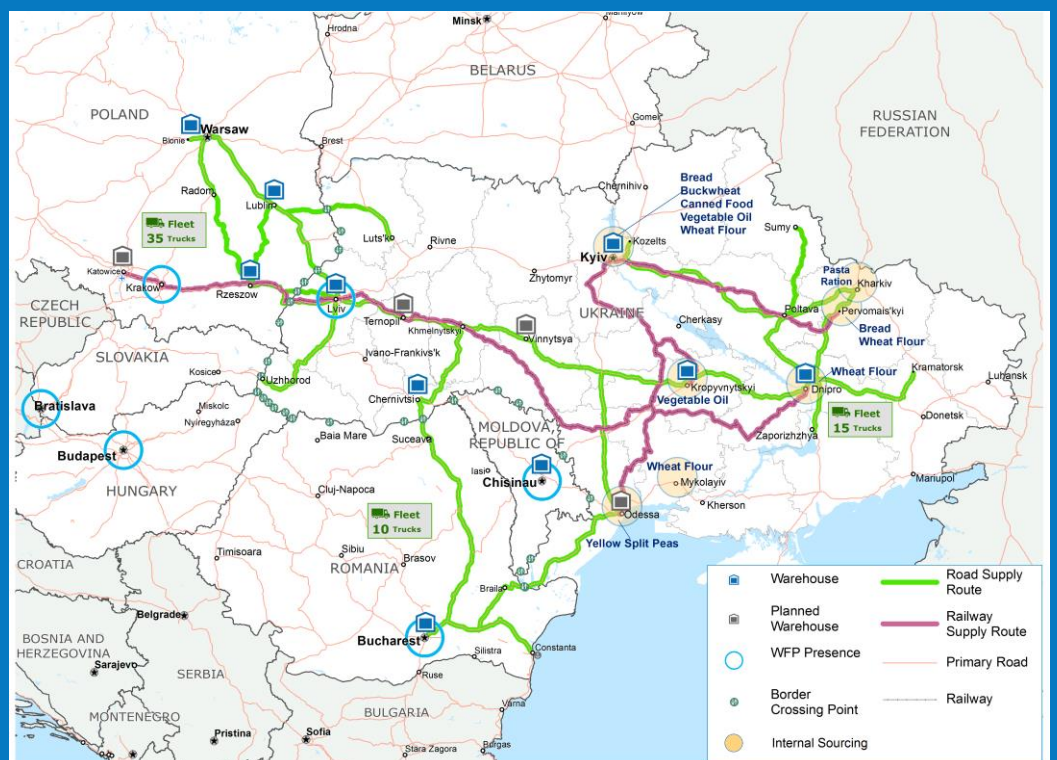 Minsk
Hrodna
BELARUS
POLAND
RUSSIAN
FEDERATION
Warsaw
Blonie
Brest
Gomel
Radom
Lublin
Chernihiv
Bread
Buckwheat
Canned Food
Vegetable Oil
Wheat Flour
Fleet
35 Trucks
Luts'k
Rivne
Kyiv
Kozelts
Sumy
Zhytomyr
Katowice
Krakow
Rzeszow
Lviv
Pasta
Ration
Kharkiv
CZECH
REPUBLIC
Ternopil
Khmelnytskyi
UKRAINE
Poltava
Pervomais'kyi
Cherkasy
Vinnytsya
Bread
Wheat Flour
SLOVAKIA
Ivano-Frankivs'k
Kosice
Uzhhorod
Kropyvnytskyi
Vegetable Oil
Wheat Flour
Dnipro
Kramatorsk
Luhansk
Bratislava
Miskolc
Nyiregyháza
Chernivtsi
Fleet
15 Trucks
Donetsk
Zaporizhzhya
Budapest
Baia Mare
Suceava
MOLDOVA,
REPUBLIC OF
HUNGARY
Iasi
Chisinau
Wheat Flour
Mykolayiv
Mariupol
Cluj-Napoca
Kherson
Fleet
10 Trucks
Odessa
Yellow Split Peas
Timisoara
Sibiu
Brasov
ROMANIA
CROATIA
Braila
Belgrade
Bucharest
BOSNIA AND
HERZEGOVINA
Sarajevo
SERBIA
Silistra
Constanta
Ruse
MONTENEGRO
BULGARIA
Varna
Pristina
Sofia
Stara Zagora
Burgas
Warehouse
Road Supply
Route
Planned
Warehouse
Railway
Supply Route
WFP Presence
Primary Road
Border
Crossing Point
Railway
Internal Sourcing